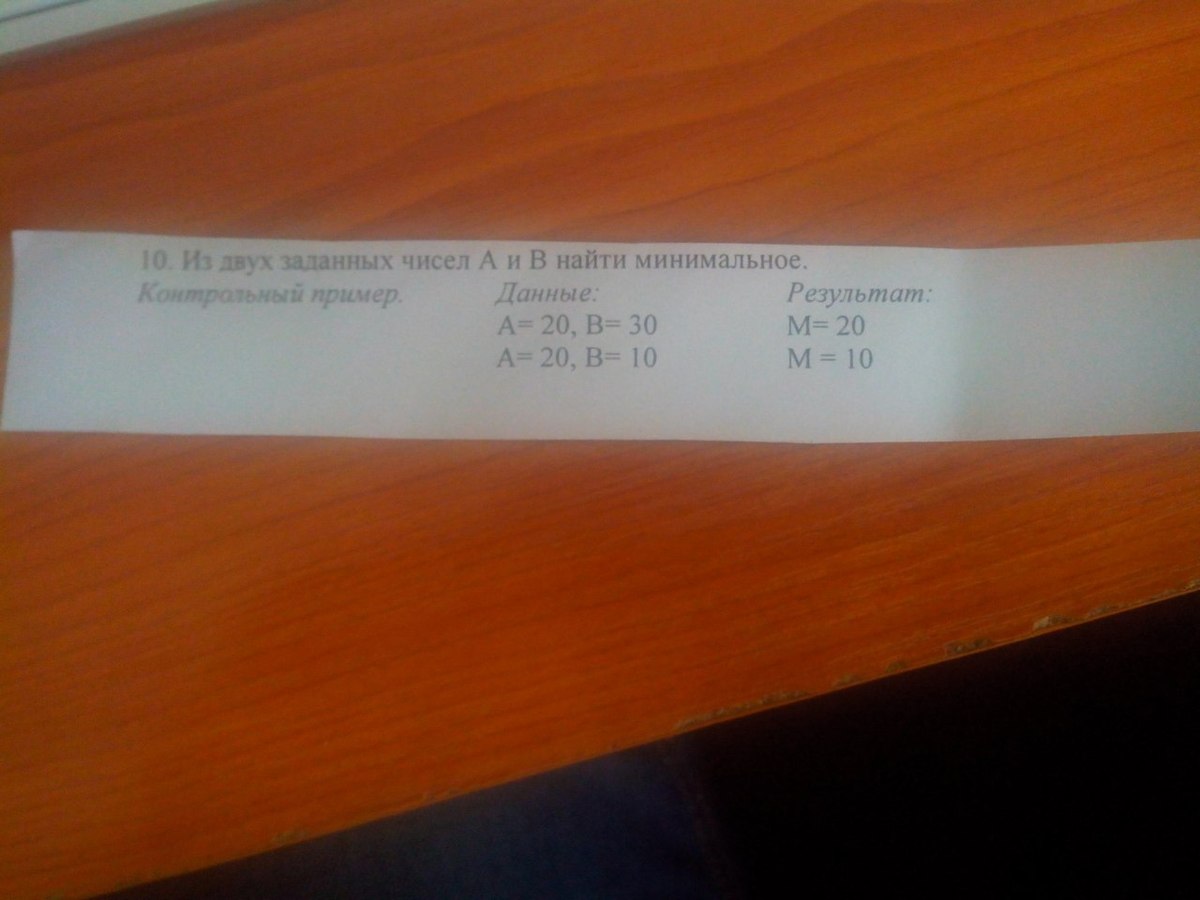 10. Из двух заданных чисел А и В найти минимальное.
Контрольный пример. Данные: Результат:
А= 20, В= 30 М= 20
А= 20, В= 10 М = 10